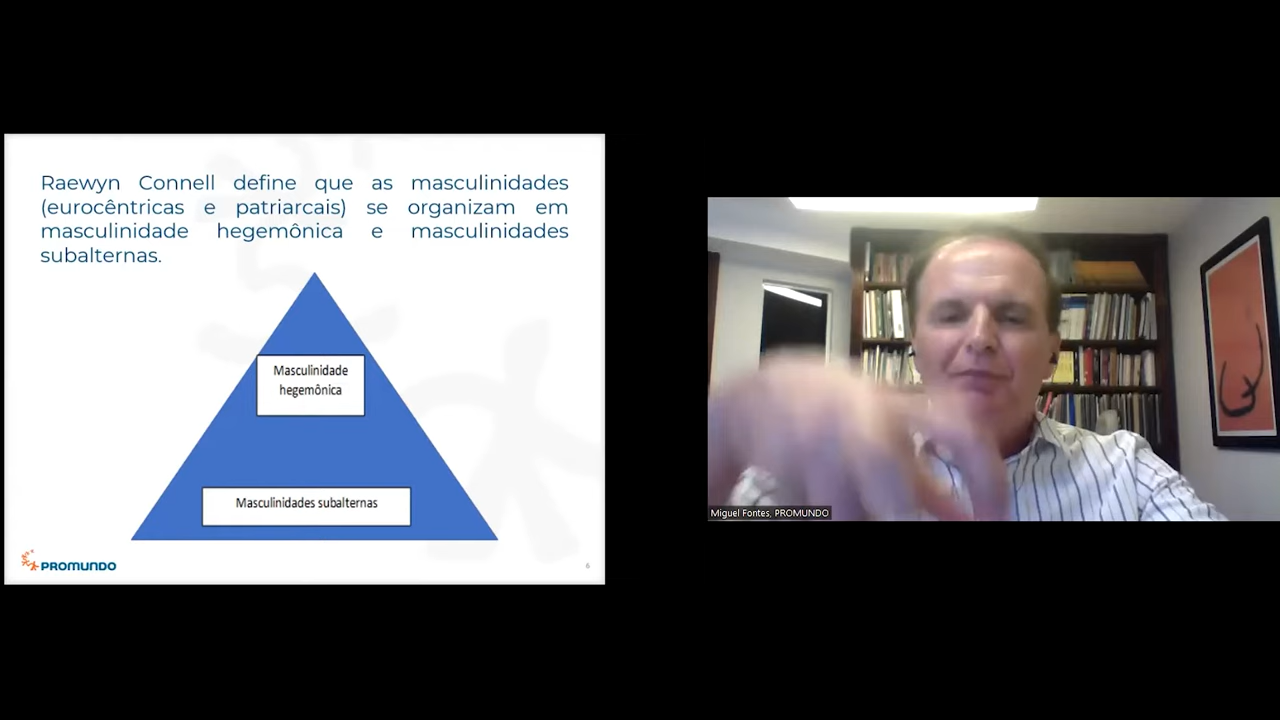 Raewyn Connell define que as masculinidades
(eurocêntricas e patriarcais) se organizam em
masculinidade hegemônica e masculinidades
subalternas.
Masculinidade
hegemônica
Masculinidades subalternas
PROMUNDO
6
Miguel Fontes, PROMUNDO